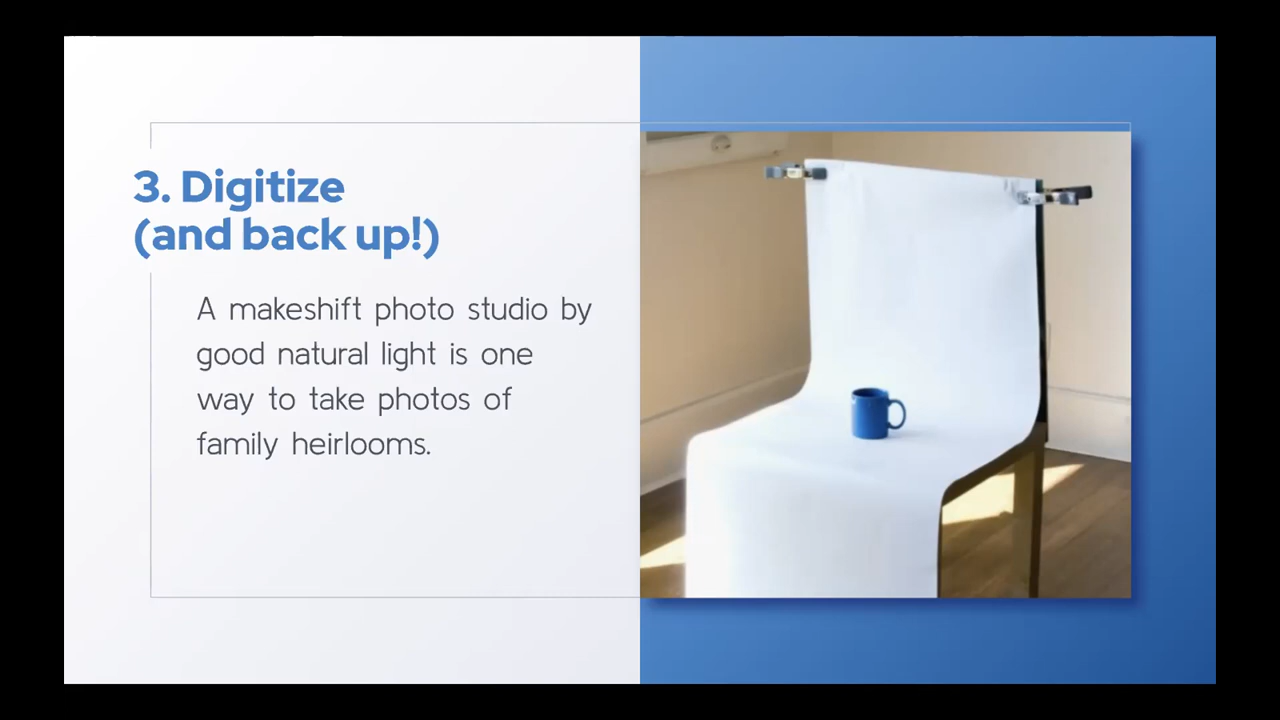 3. Digitize
(and back up!)
A makeshift photo studio by
good natural light is one
way to take photos of
family heirlooms.